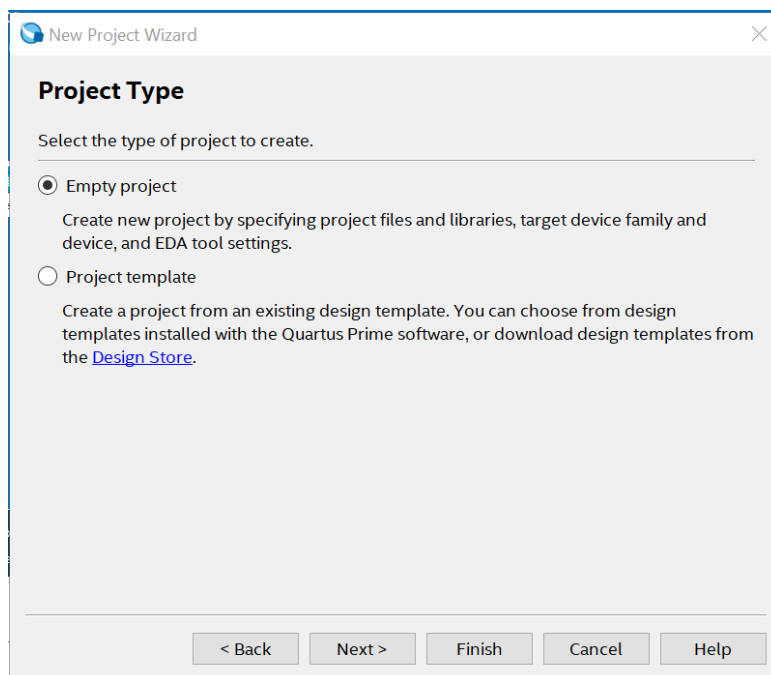 New Project Wizard
Project Type
Select the type of project to create.
Empty project
Create new project by specifying project files and libraries, target device family and
device, and EDA tool settings.
Project template
Create a project from an existing design template. You can choose from design
templates installed with the Quartus Prime software, or download design templates from
the Design Store.
< Back Next > Finish Cancel Help